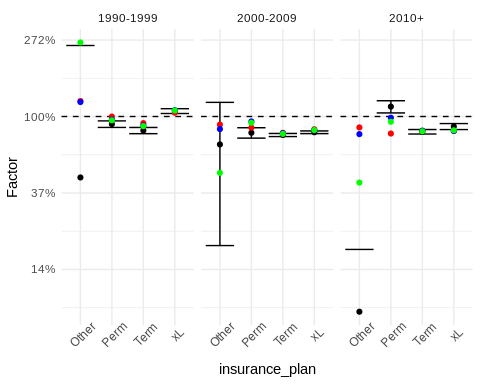 1990-1999 2000-2009 2010+
272%
100%
37%
14%
Factor
Other Perm Term xL Other Perm Term xL Other Perm Term xL
insurance_plan